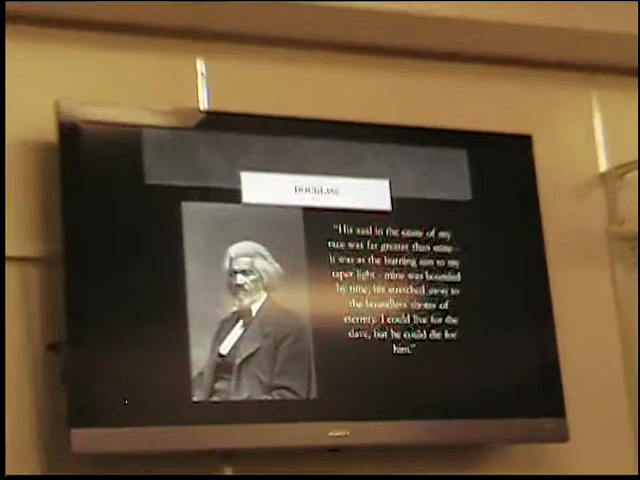 DOUGLASS
"His zeal in the cause of my
race was far greater than mine -
it was as the burning sun to my
taper light - mine was bounded
by time, his stretched away to
the boundless shores of
eternity. I could live for the
slave, but he could die for
him."